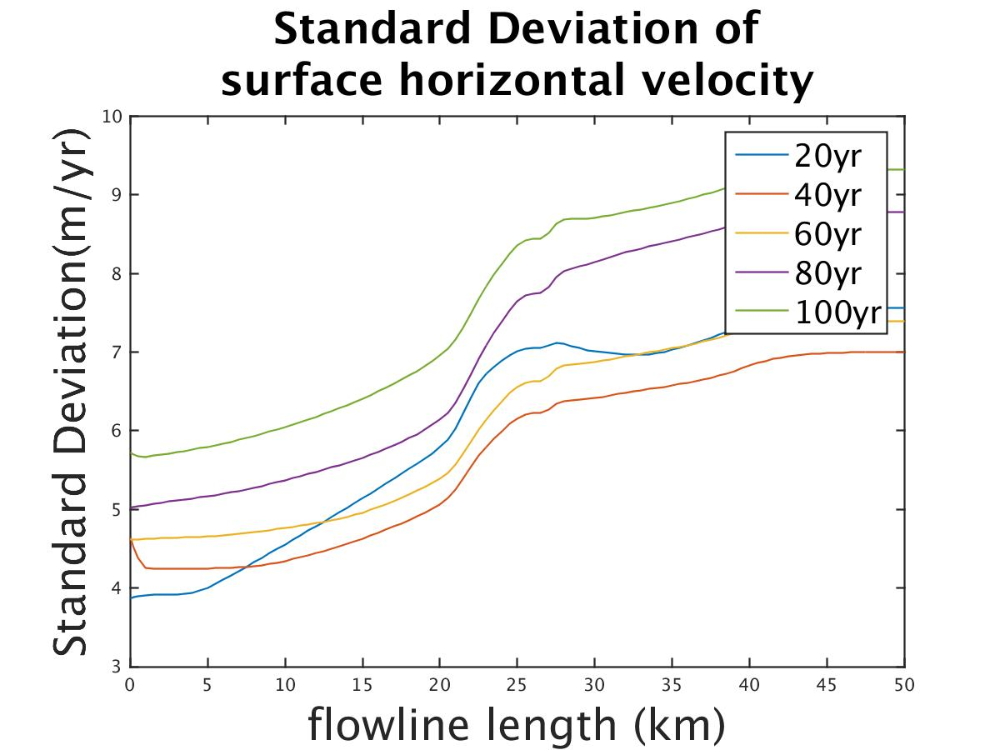 Standard Deviation of
surface horizontal velocity
Standard Deviation(m/yr)
10
9
8
7
6
5
4
3
20yr
40yr
60yr
80yr
100yr
0 5 10 15 20 25 30 35 40 45 50
flowline length (km)